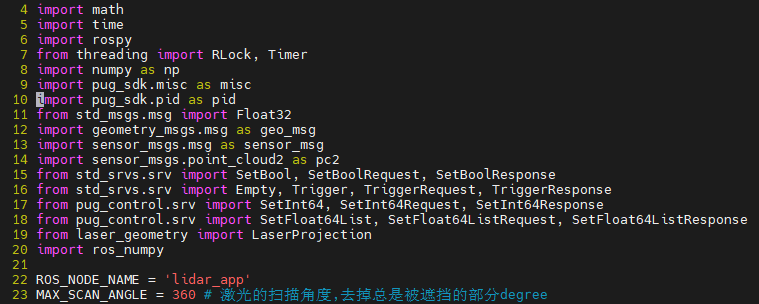 4 import math
5 import time
6 import rospy
7 from threading import RLock, Timer
8 import numpy as np
9 import pug_sdk.misc as misc
10 import pug_sdk.pid as pid
11 from std_msgs.msg import Float32
12 import geometry_msgs.msg as geo_msg
13 import sensor_msgs.msg as sensor_msg
14 import sensor_msgs.point_cloud2 as pc2
15 from std_srvs.srv import SetBool, SetBoolRequest, SetBoolResponse
16 from std_srvs.srv import Empty, Trigger, TriggerRequest, TriggerResponse
17 from pug_control.srv import SetInt64, SetInt64Request, SetInt64Response
18 from pug_control.srv import SetFloat64List, SetFloat64ListRequest, SetFloat64ListResponse
19 from laser_geometry import LaserProjection
20 import ros_numpy
21
22 ROS_NODE_NAME = 'lidar_app'
23 MAX_SCAN_ANGLE = 360 # 激光的扫描角度,去掉总是被遮挡的部分degree